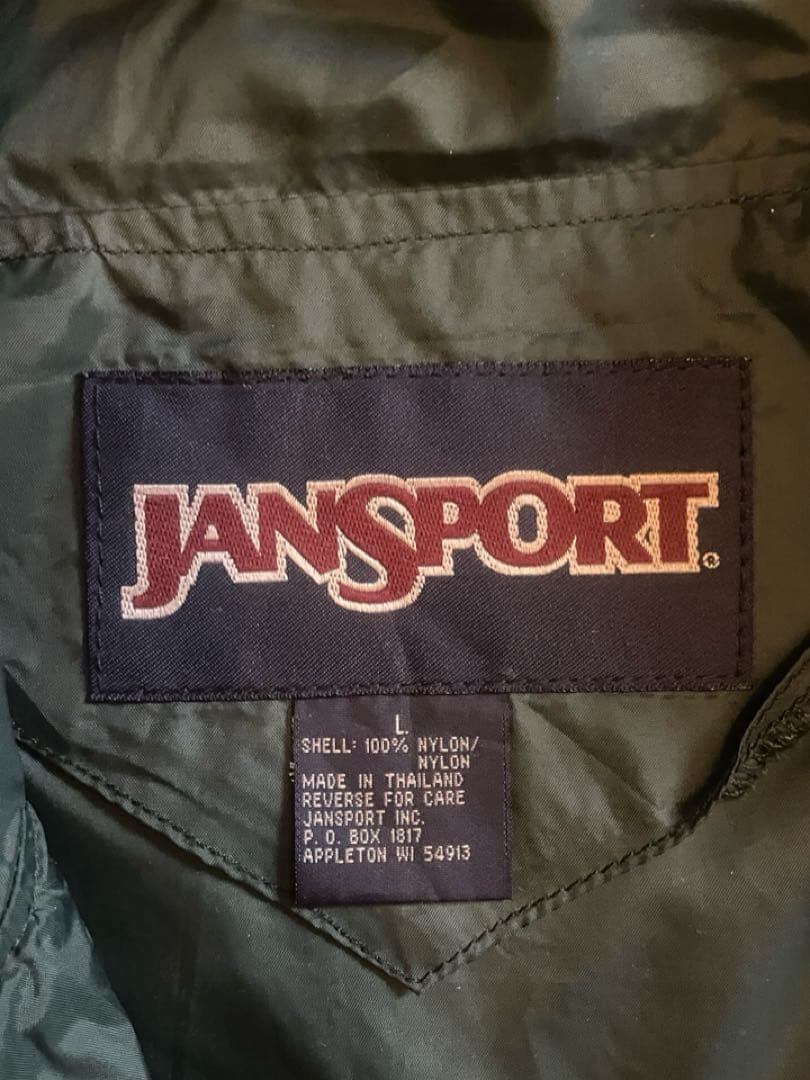 JANSPORT®
L
SHELL: 100% NYLON/
NYLON
MADE IN THAILAND
REVERSE FOR CARE
JANSPORT INC.
P. O. BOX 1817
APPLETON WI 54913